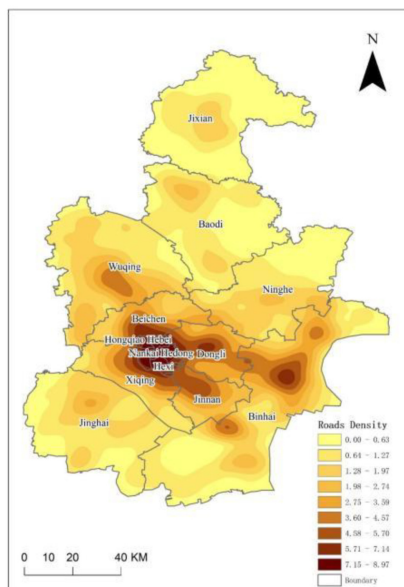 N
Jixian
Baodi
Wuqing
Ninghe
Beichen
Hongqiao Hebei
Nankai Hedong Dongli
Hexi
Xiqing
Jinnan
Jinghai
Binhai
Roads Density
0.00 - 0.63
0.64 - 1.27
1.28 - 1.97
1.98 - 2.74
2.75 - 3.59
3.60 - 4.57
4.58 - 5.70
5.71 - 7.14
7.15 - 8.97
Boundary
0 10 20 40 KM